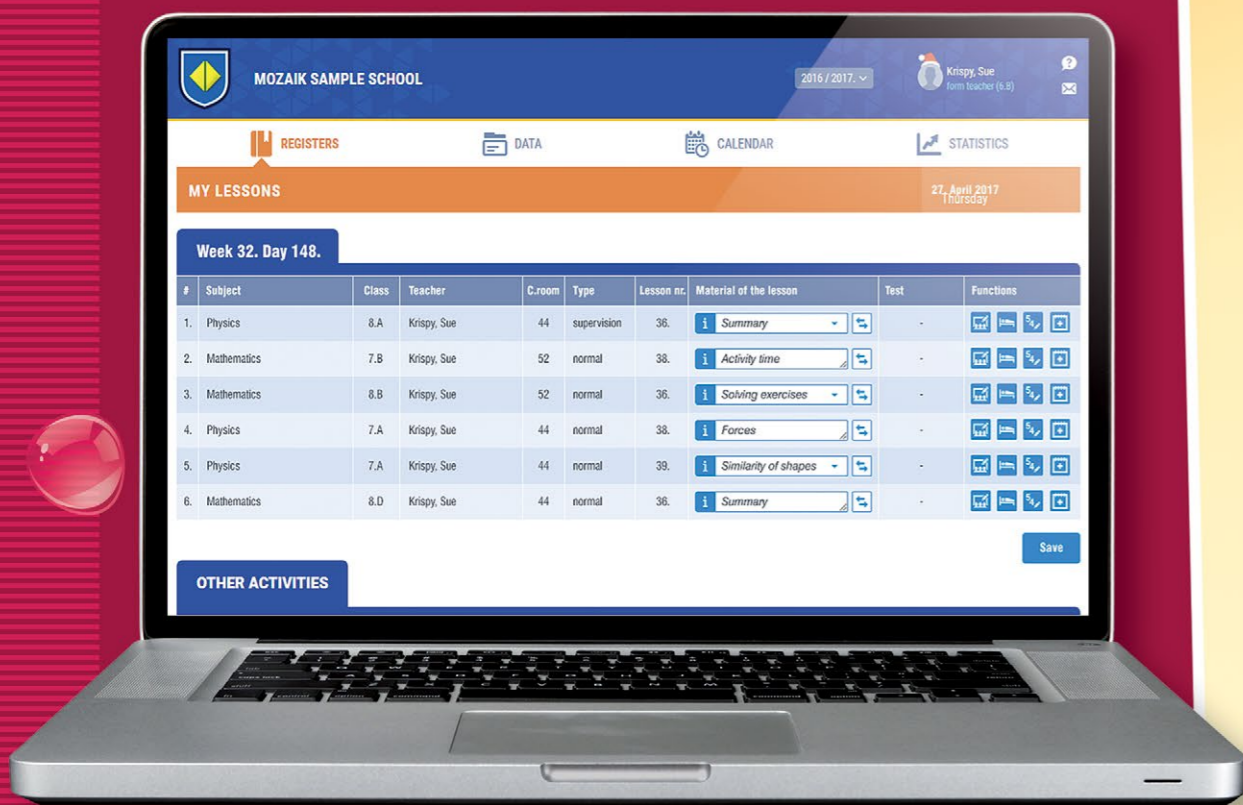 MOZAIK SAMPLE SCHOOL
2016 / 2017.
Krispy, Sue
form teacher (6.B)
REGISTERS
DATA
CALENDAR
STATISTICS
MY LESSONS
27. April 2017
Thursday
Week 32. Day 148.
# Subject Class Teacher C.room Type Lesson nr. Material of the lesson Test Functions
1. Physics 8.A Krispy, Sue 44 supervision 36. i Summary -
2. Mathematics 7.B Krispy, Sue 52 normal 38. i Activity time -
3. Mathematics 8.B Krispy, Sue 52 normal 36. i Solving exercises -
4. Physics 7.A Krispy, Sue 44 normal 38. i Forces -
5. Physics 7.A Krispy, Sue 44 normal 39. i Similarity of shapes -
6. Mathematics 8.D Krispy, Sue 44 normal 36. i Summary -
Save
OTHER ACTIVITIES